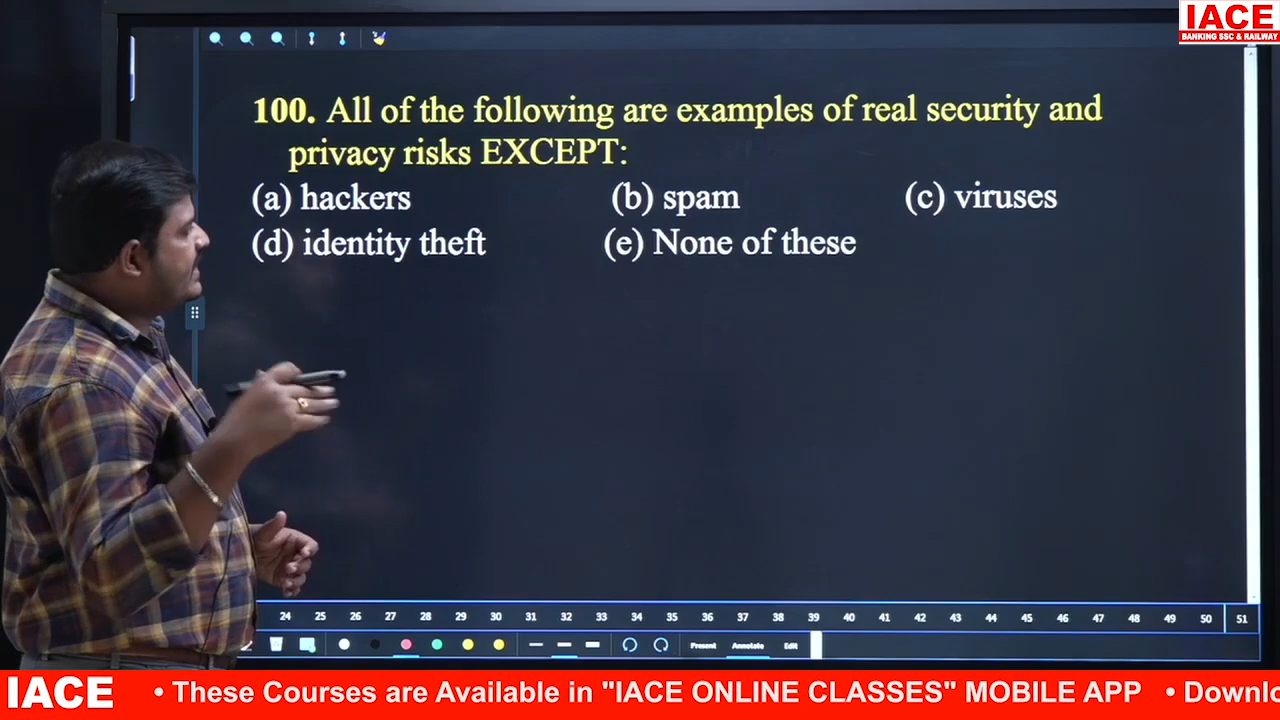 IACE
BANKING SSC & RAILWAY
100. All of the following are examples of real security and
privacy risks EXCEPT:
(a) hackers (b) spam (c) viruses
(d) identity theft (e) None of these
24 25 26 27 28 29 30 31 32 33 34 35 36 37 38 39 40 41 42 43 44 45 46 47 48 49 50 51
Present Annotate Edit
IACE • These Courses are Available in "IACE ONLINE CLASSES" MOBILE APP • Downlo